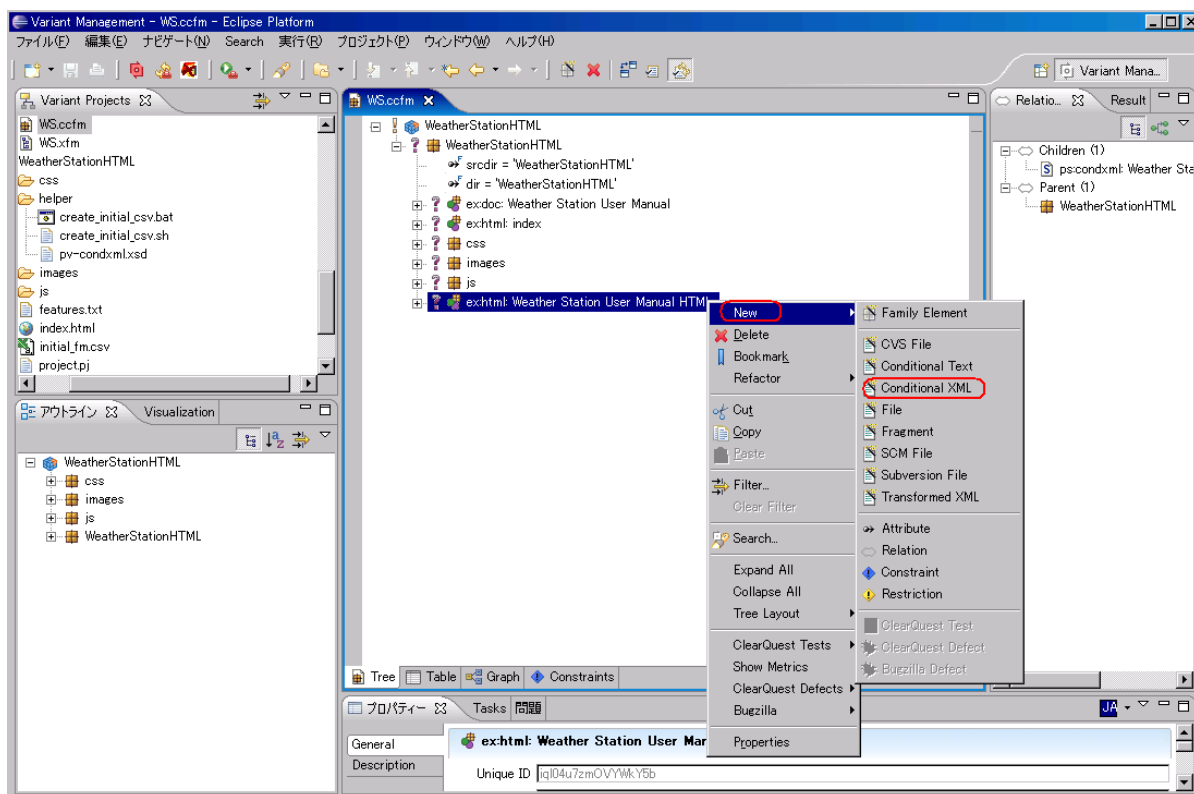 Variant Management - WS.ccfm - Eclipse Platform
ファイル(F) 編集(E) ナビゲート(N) Search 実行(R) プロジェクト(P) ウィンドウ(W) ヘルプ(H)
Variant Mana...
Variant Projects
WS.ccfm
WS.xfm
WeatherStationHTML
css
helper
create_initial_csv.bat
create_initial_csv.sh
pv-condxml.xsd
images
js
features.txt
index.html
initial_fm.csv
project.pj
アウトライン Visualization
WeatherStationHTML
css
images
js
WeatherStationHTML
WS.ccfm
WeatherStationHTML
WeatherStationHTML
srcdir = 'WeatherStationHTML'
dir = 'WeatherStationHTML'
ex:doc: Weather Station User Manual
ex:html: index
css
images
js
ex:html: Weather Station User Manual HTML
New
Delete
Bookmark
Refactor
Cut
Copy
Paste
Filter...
Clear Filter
Search...
Expand All
Collapse All
Tree Layout
ClearQuest Tests
Show Metrics
ClearQuest Defects
Bugzilla
Properties
Family Element
CVS File
Conditional Text
Conditional XML
File
Fragment
SCM File
Subversion File
Transformed XML
Attribute
Relation
Constraint
Restriction
ClearQuest Test
ClearQuest Defect
Bugzilla Defect
Tree Table Graph Constraints
Relatio... Result
Children (1)
ps:condxml: Weather Sta
Parent (1)
WeatherStationHTML
プロパティー Tasks 問題
JA
General
Description
ex:html: Weather Station User Mar
Unique ID iqI04u7zmOVYWkY5b